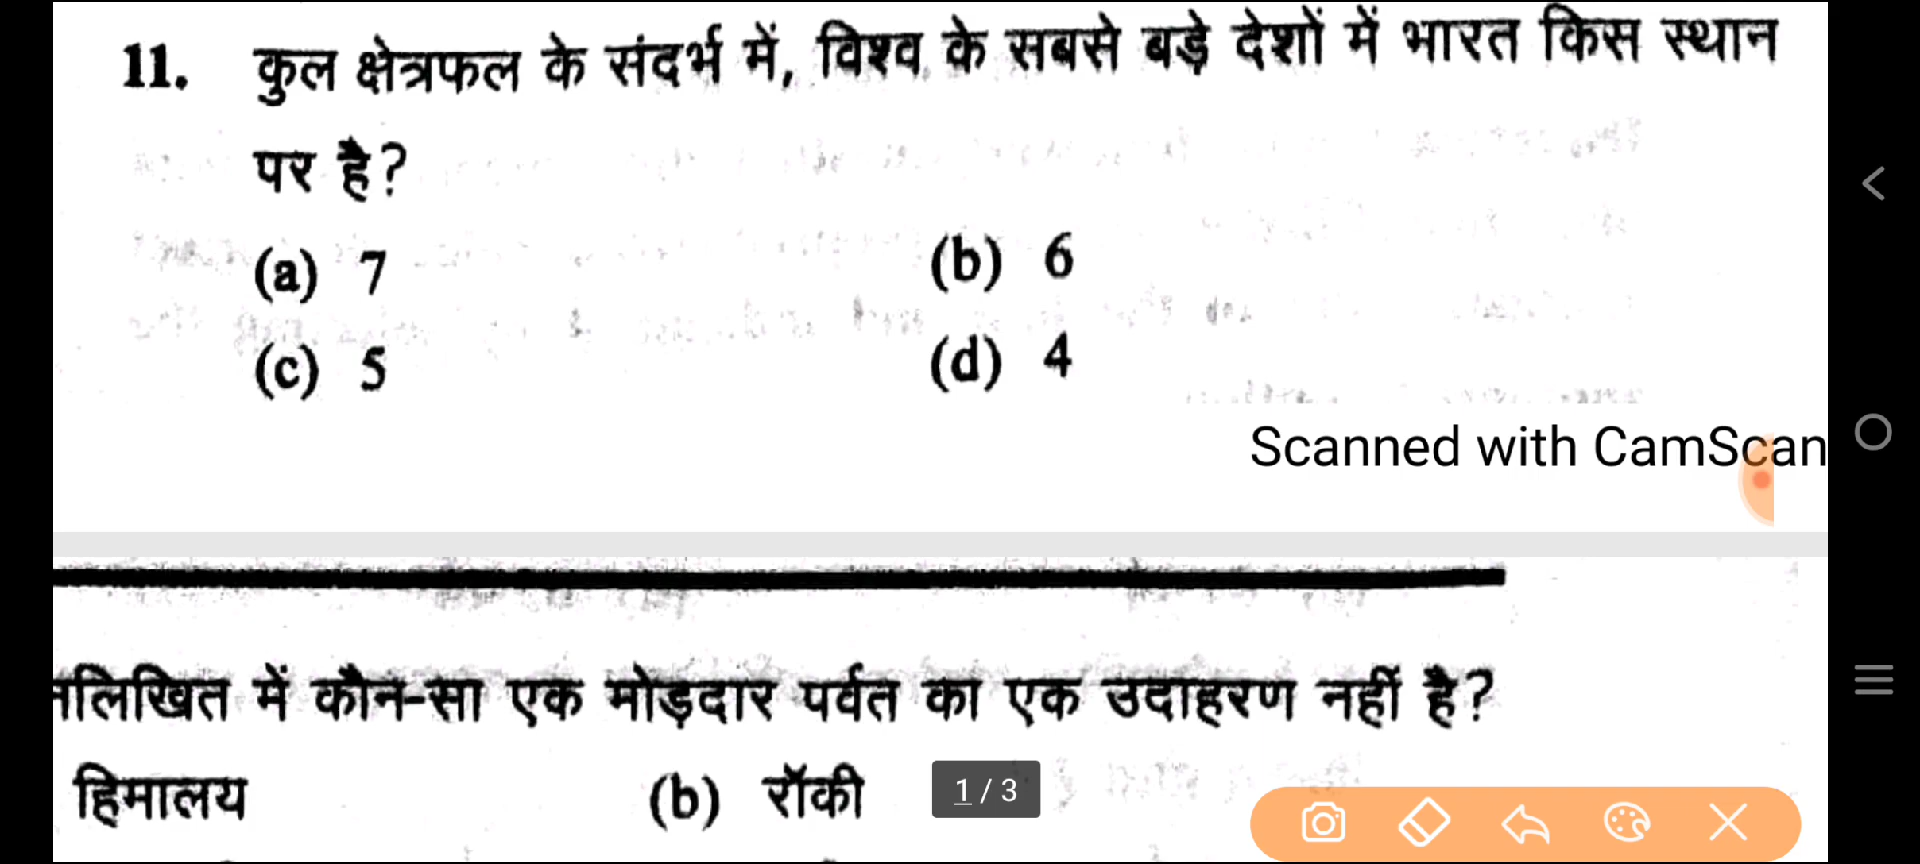 11. कुल क्षेत्रफल के संदर्भ में, विश्व के सबसे बड़े देशों में भारत किस स्थान
पर है?
(a) 7 (b) 6
(c) 5 (d) 4
Scanned with CamScan
लिखित में कौन-सा एक मोड़दार पर्वत का एक उदाहरण नहीं है?
हिमालय (b) रॉकी
1 / 3